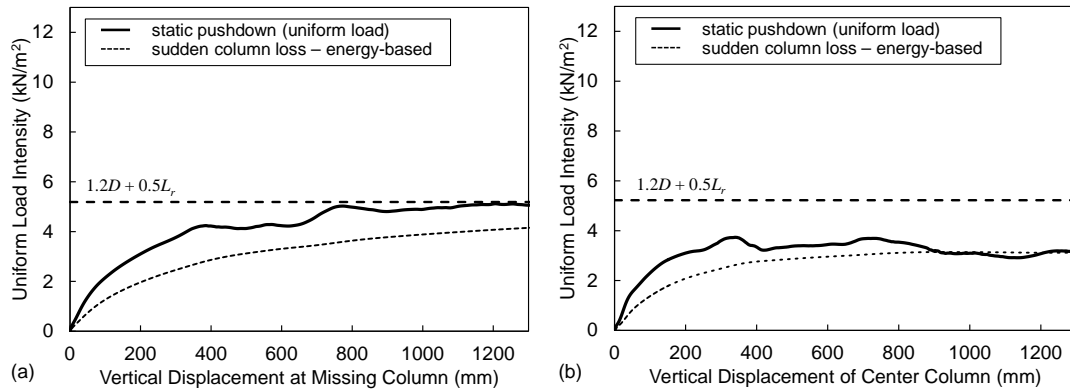 static pushdown (uniform load)
sudden column loss – energy-based
12
10
8
6
4
2
0
1.2D + 0.5Lr
Uniform Load Intensity (kN/m²)
0 200 400 600 800 1000 1200
(a) Vertical Displacement at Missing Column (mm)
static pushdown (uniform load)
sudden column loss – energy-based
12
10
8
6
4
2
0
1.2D + 0.5Lr
Uniform Load Intensity (kN/m²)
0 200 400 600 800 1000 1200
(b) Vertical Displacement of Center Column (mm)